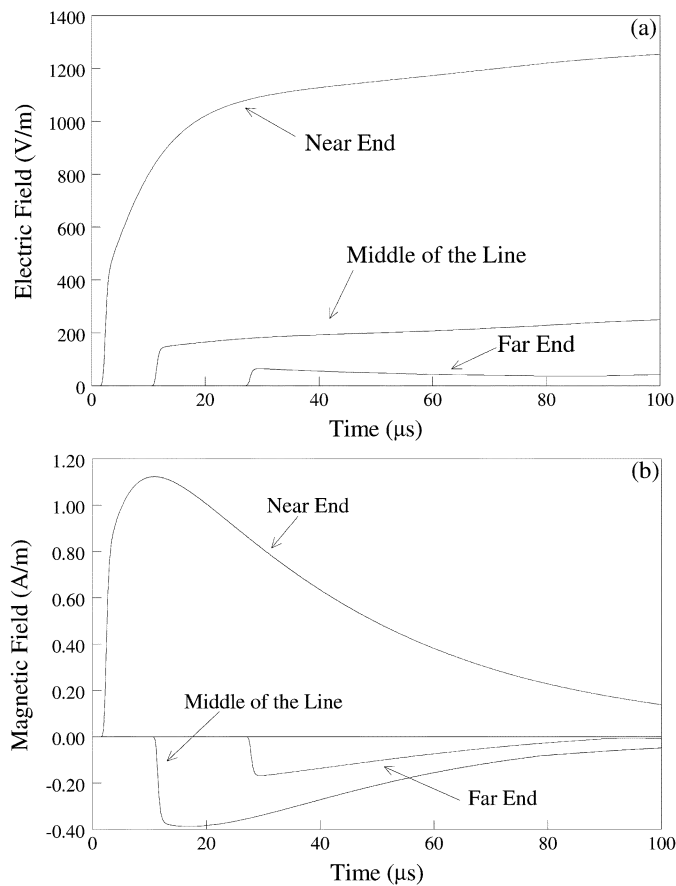 (a)
1400
1200
1000
800
600
400
200
0
Electric Field (V/m)
Near End
Middle of the Line
Far End
0 20 40 60 80 100
Time (µs)
(b)
1.20
1.00
0.80
0.60
0.40
0.20
0.00
-0.20
-0.40
Magnetic Field (A/m)
Near End
Middle of the Line
Far End
0 20 40 60 80 100
Time (µs)